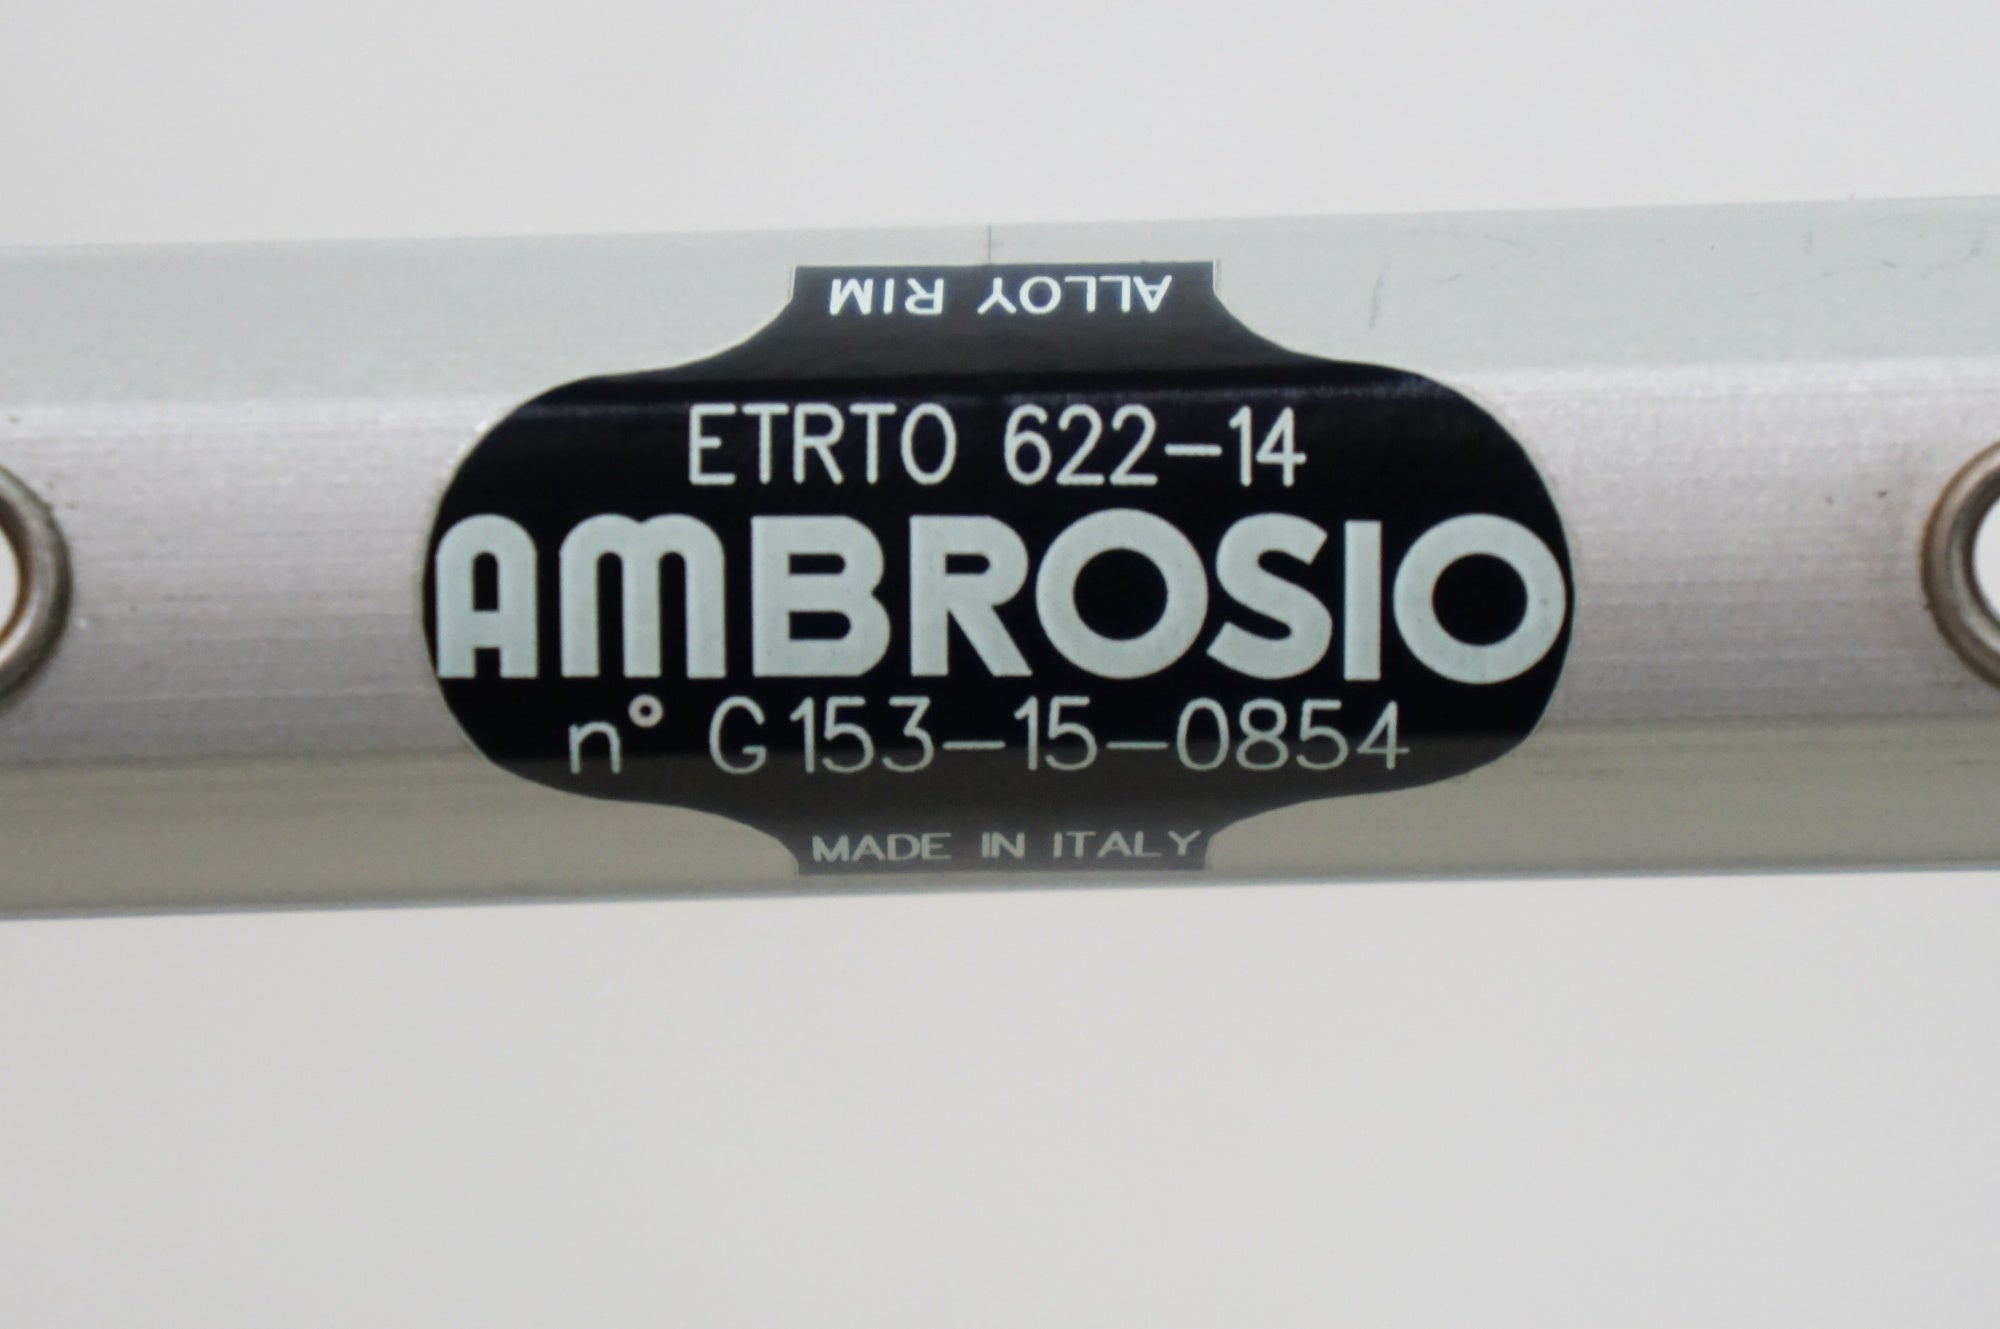 ALLOY RIM
ETRTO 622-14
AMBROSIO
n° G153-15-0854
MADE IN ITALY